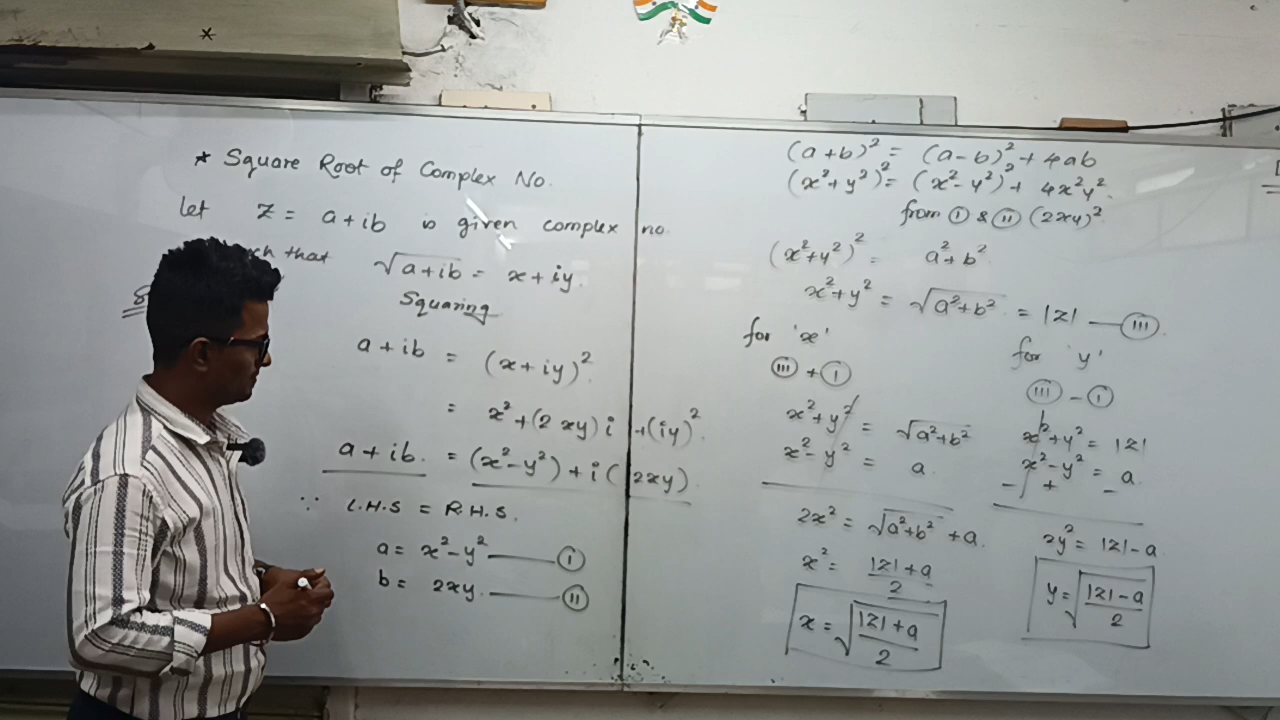 * Square Root of Complex No.
let z = a+ib is given complex no.
that √(a+ib) = x+iy.
Squaring
a+ib = (x+iy)²
= x²+(2xy)i+(iy)².
a+ib. = (x²-y²)+i(2xy).
∵ L.H.S = R.H.S.
a= x²-y² — I
b= 2xy. — II
(a+b)² = (a-b)²+4ab
(x²+y²)² = (x²-y²)²+ 4x²y².
from I & II (2xy)².
(x²+y²)² = a²+b².
x²+y² = √(a²+b²) = |z| — III.
for 'x'
III + I
x²+y² = √(a²+b²)
x²-y² = a.
2x² = √(a²+b²) +a.
x² = (|z|+a)/2
x = √((|z|+a)/2)
for 'y'
III - I
x²+y² = |z|
x²-y² = a.
- + -
2y² = |z|-a
y = √((|z|-a)/2)